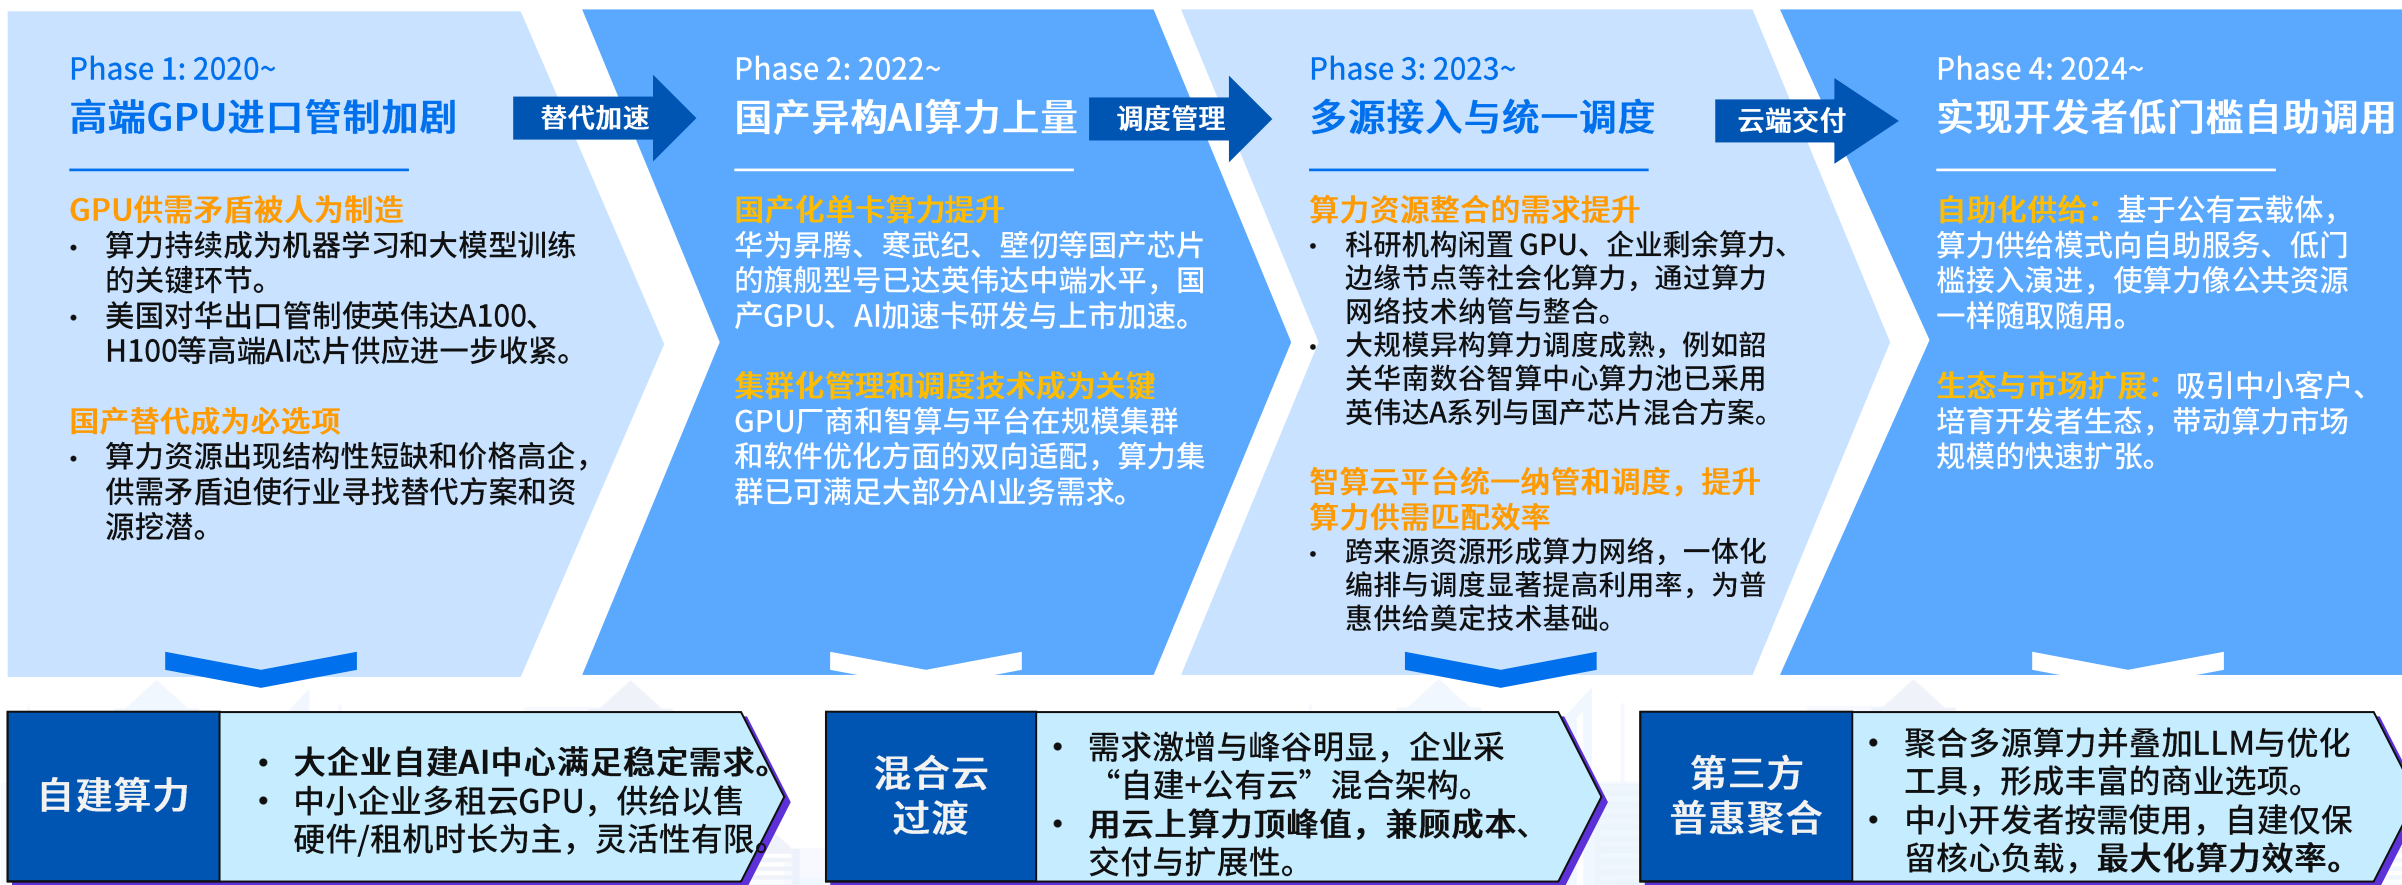 Phase 1: 2020~
高端GPU进口管制加剧
GPU供需矛盾被人为制造
• 算力持续成为机器学习和大模型训练
的关键环节。
• 美国对华出口管制使英伟达A100、
H100等高端AI芯片供应进一步收紧。
国产替代成为必选项
• 算力资源出现结构性短缺和价格高企，
供需矛盾迫使行业寻找替代方案和资
源挖潜。
替代加速
Phase 2: 2022~
国产异构AI算力上量
国产化单卡算力提升
华为昇腾、寒武纪、壁仞等国产芯片
的旗舰型号已达英伟达中端水平，国
产GPU、AI加速卡研发与上市加速。
集群化管理和调度技术成为关键
GPU厂商和智算与平台在规模集群
和软件优化方面的双向适配，算力集
群已可满足大部分AI业务需求。
调度管理
Phase 3: 2023~
多源接入与统一调度
算力资源整合的需求提升
• 科研机构闲置 GPU、企业剩余算力、
边缘节点等社会化算力，通过算力
网络技术纳管与整合。
• 大规模异构算力调度成熟，例如韶
关华南数谷智算中心算力池已采用
英伟达A系列与国产芯片混合方案。
智算云平台统一纳管和调度，提升
算力供需匹配效率
• 跨来源资源形成算力网络，一体化
编排与调度显著提高利用率，为普
惠供给奠定技术基础。
云端交付
Phase 4: 2024~
实现开发者低门槛自助调用
自助化供给：基于公有云载体，
算力供给模式向自助服务、低门
槛接入演进，使算力像公共资源
一样随取随用。
生态与市场扩展：吸引中小客户、
培育开发者生态，带动算力市场
规模的快速扩张。
自建算力
• 大企业自建AI中心满足稳定需求。
• 中小企业多租云GPU，供给以售
硬件/租机时长为主，灵活性有限。
混合云
过渡
• 需求激增与峰谷明显，企业采
“自建+公有云”混合架构。
• 用云上算力顶峰值，兼顾成本、
交付与扩展性。
第三方
普惠聚合
• 聚合多源算力并叠加LLM与优化
工具，形成丰富的商业选项。
• 中小开发者按需使用，自建仅保
留核心负载，最大化算力效率。